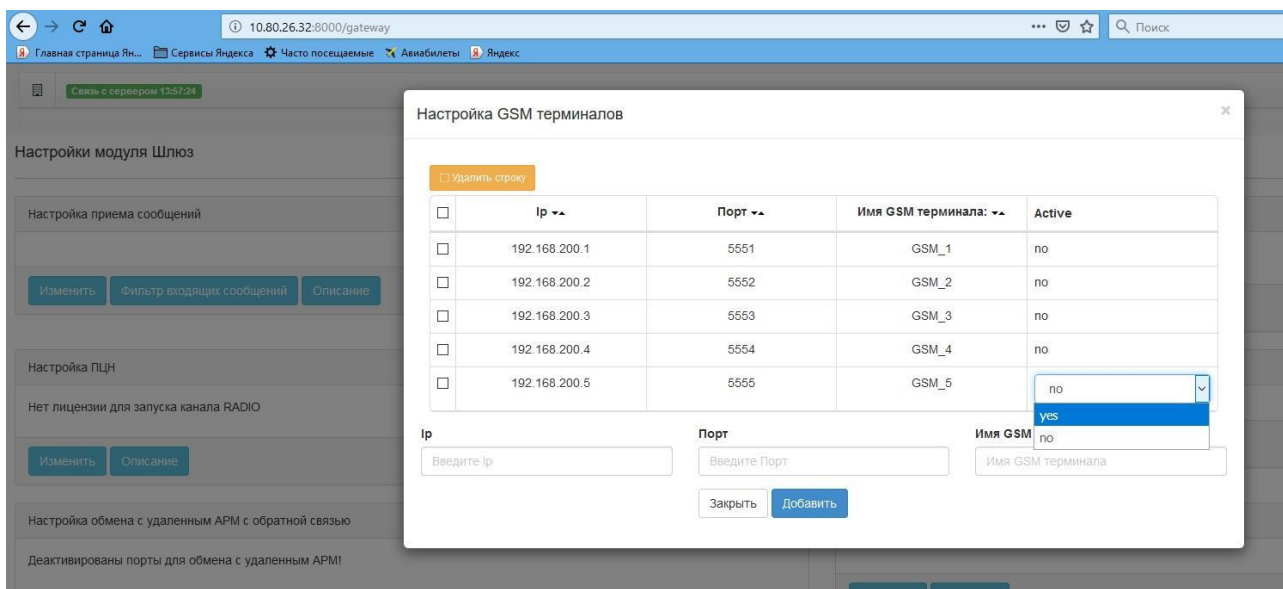 10.80.26.32:8000/gateway
Поиск
Главная страница Ян... Сервисы Яндекса Часто посещаемые Авиабилеты Яндекс
Связь с сервером 13:57:24
Настройки модуля Шлюз
Настройка приема сообщений
Изменить Фильтр входящих сообщений Описание
Настройка ПЦН
Нет лицензии для запуска канала RADIO
Изменить Описание
Настройка обмена с удаленным АРМ с обратной связью
Деактивированы порты для обмена с удаленным АРМ!
Настройка GSM терминалов ×
Удалить строку
Ip Порт Имя GSM терминала: Active
192.168.200.1 5551 GSM_1 no
192.168.200.2 5552 GSM_2 no
192.168.200.3 5553 GSM_3 no
192.168.200.4 5554 GSM_4 no
192.168.200.5 5555 GSM_5 no
yes
no
Ip Порт Имя GSM
Введите Ip Введите Порт Имя GSM терминала
Закрыть Добавить